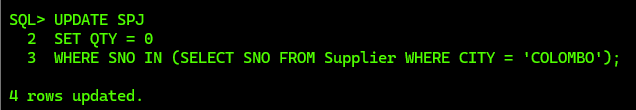 SQL> UPDATE SPJ
2 SET QTY = 0
3 WHERE SNO IN (SELECT SNO FROM Supplier WHERE CITY = 'COLOMBO');
4 rows updated.